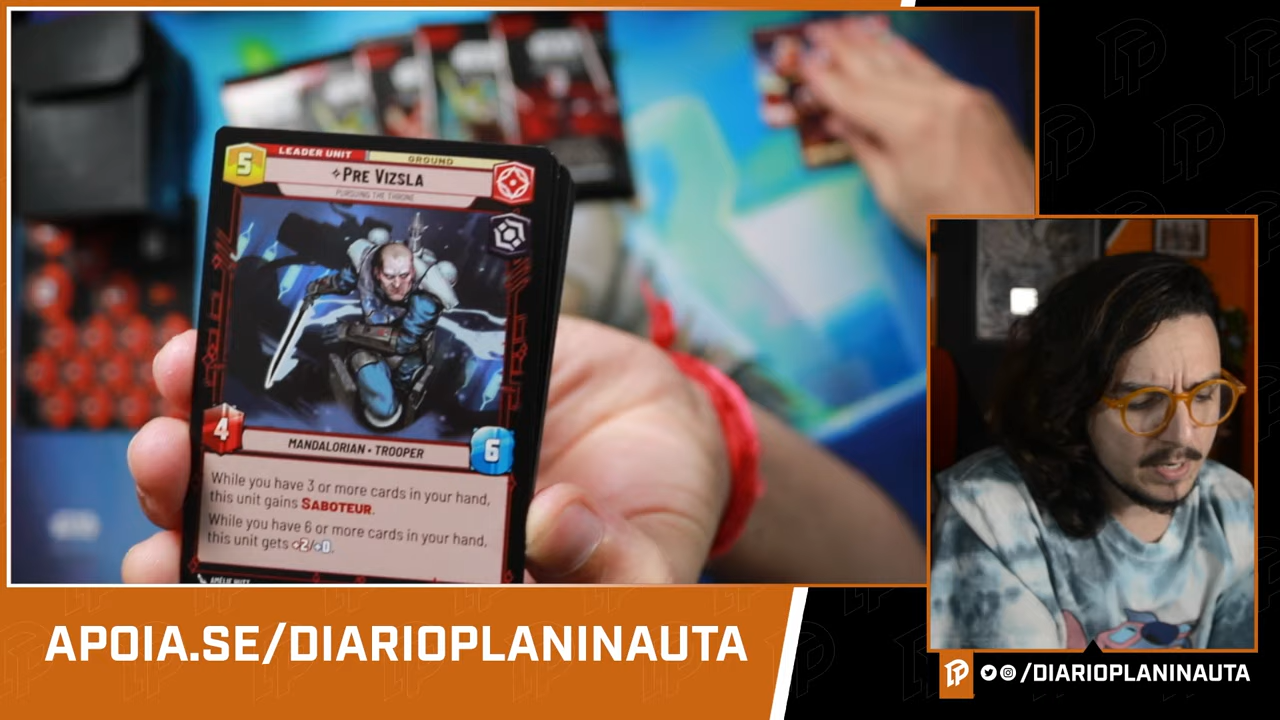 LEADER UNIT
GROUND
5
PRE VIZSLA
PURSUING THE THRONE
4
MANDALORIAN • TROOPER
6
While you have 3 or more cards in your hand,
this unit gains SABOTEUR.
While you have 6 or more cards in your hand,
this unit gets +2/+0.
APOIA.SE/DIARIOPLANINAUTA
/DIARIOPLANINAUTA